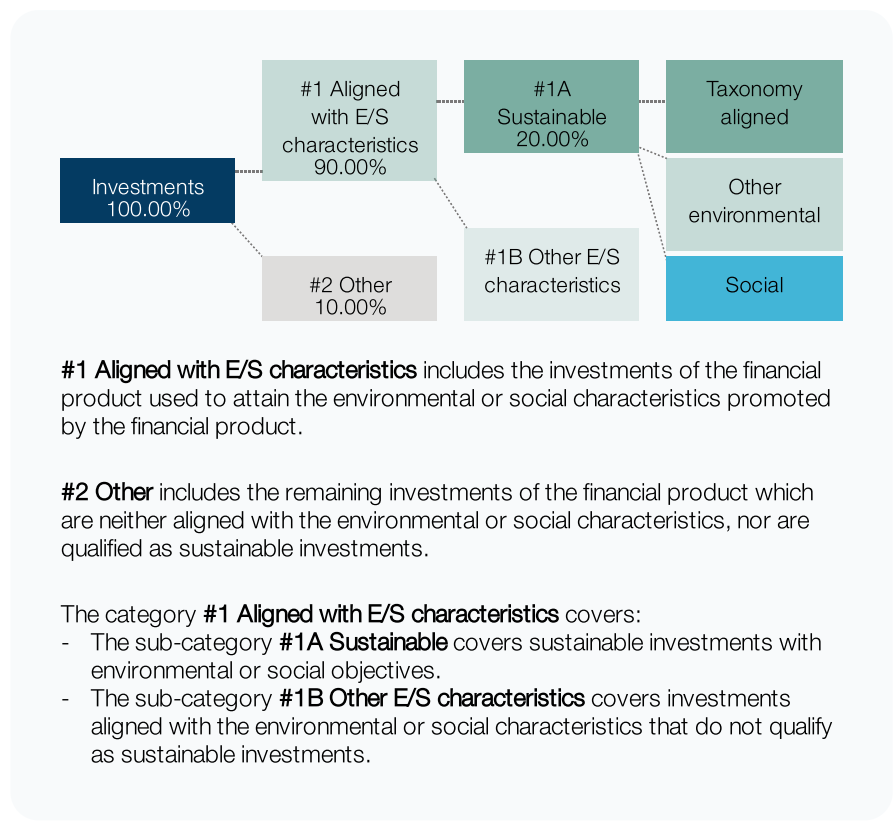 #1 Aligned
with E/S
characteristics
90.00%
#1A
Sustainable
20.00%
Taxonomy
aligned
Investments
100.00%
Other
environmental
#2 Other
10.00%
#1B Other E/S
characteristics
Social
#1 Aligned with E/S characteristics includes the investments of the financial
product used to attain the environmental or social characteristics promoted
by the financial product.
#2 Other includes the remaining investments of the financial product which
are neither aligned with the environmental or social characteristics, nor are
qualified as sustainable investments.
The category #1 Aligned with E/S characteristics covers:
- The sub-category #1A Sustainable covers sustainable investments with
environmental or social objectives.
- The sub-category #1B Other E/S characteristics covers investments
aligned with the environmental or social characteristics that do not qualify
as sustainable investments.